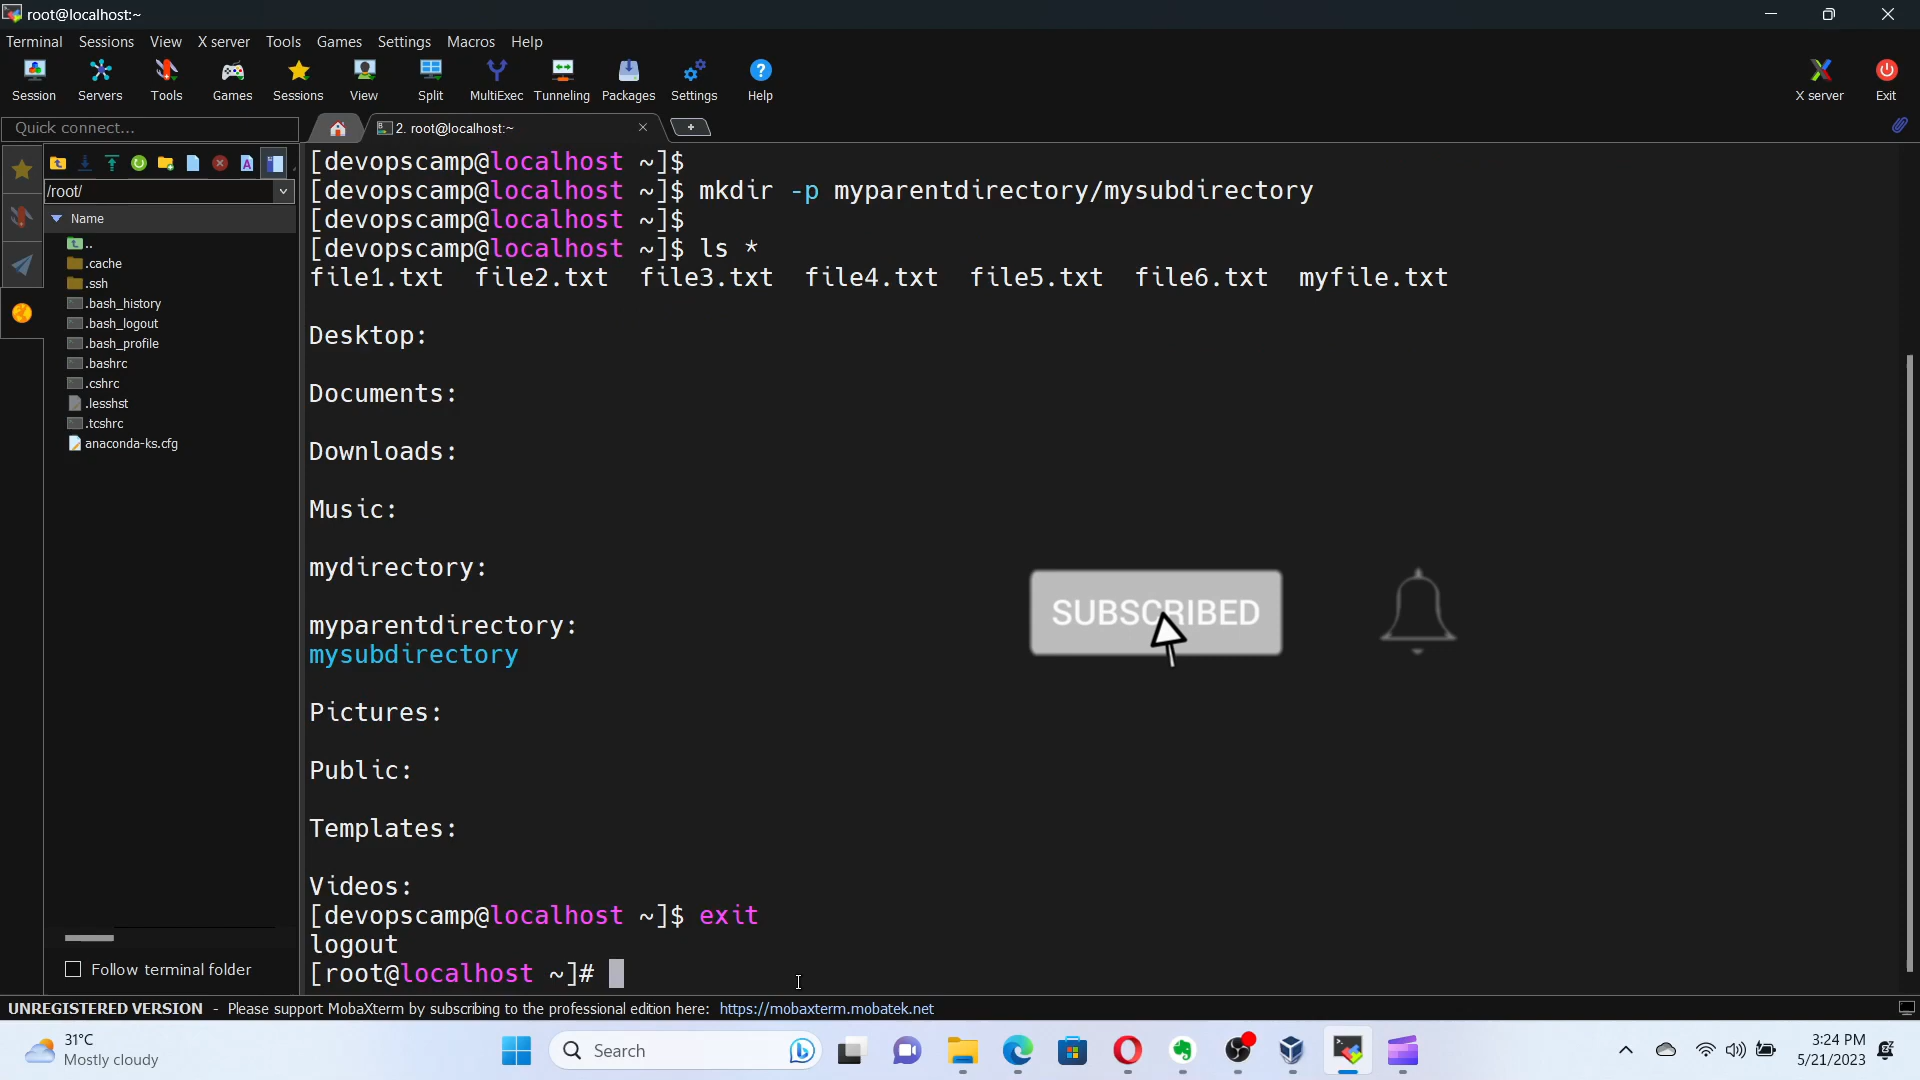 root@localhost:~
Terminal Sessions View X server Tools Games Settings Macros Help
Session Servers Tools Games Sessions View Split MultiExec Tunneling Packages Settings Help X server Exit
Quick connect...
2. root@localhost:~
/root/
Name
..
.cache
.ssh
.bash_history
.bash_logout
.bash_profile
.bashrc
.cshrc
.lesshst
.tcshrc
anaconda-ks.cfg
Follow terminal folder
[devopscamp@localhost ~]$
[devopscamp@localhost ~]$ mkdir -p myparentdirectory/mysubdirectory
[devopscamp@localhost ~]$
[devopscamp@localhost ~]$ ls *
file1.txt file2.txt file3.txt file4.txt file5.txt file6.txt myfile.txt
Desktop:
Documents:
Downloads:
Music:
mydirectory:
myparentdirectory:
mysubdirectory
Pictures:
Public:
Templates:
Videos:
[devopscamp@localhost ~]$ exit
logout
[root@localhost ~]#
SUBSCRIBED
UNREGISTERED VERSION - Please support MobaXterm by subscribing to the professional edition here: https://mobaxterm.mobatek.net
31°C
Mostly cloudy
Search
3:24 PM
5/21/2023